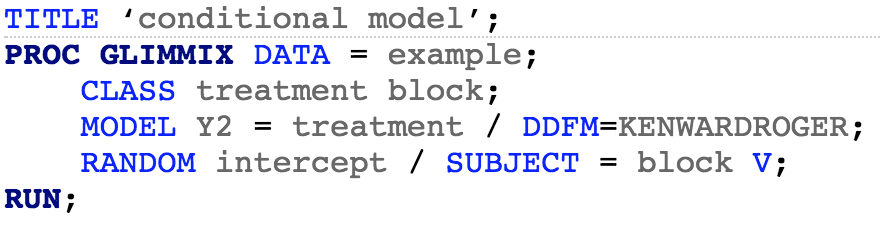 TITLE ‘conditional model’;
PROC GLIMMIX DATA = example;
CLASS treatment block;
MODEL Y2 = treatment / DDFM=KENWARDROGER;
RANDOM intercept / SUBJECT = block V;
RUN;